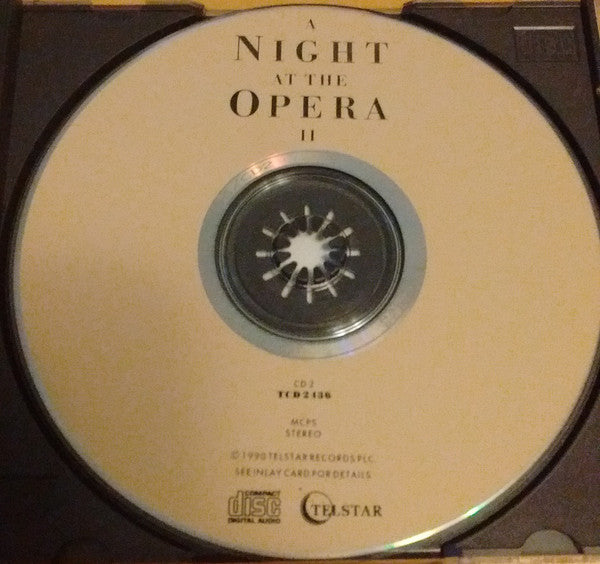 A
NIGHT
AT THE
OPERA
II
CD 2
TCD 2436
MCPS
STEREO
© 1990 TELSTAR RECORDS PLC
SEE INLAY CARD FOR DETAILS
COMPACT
disc
DIGITAL AUDIO
TELSTAR